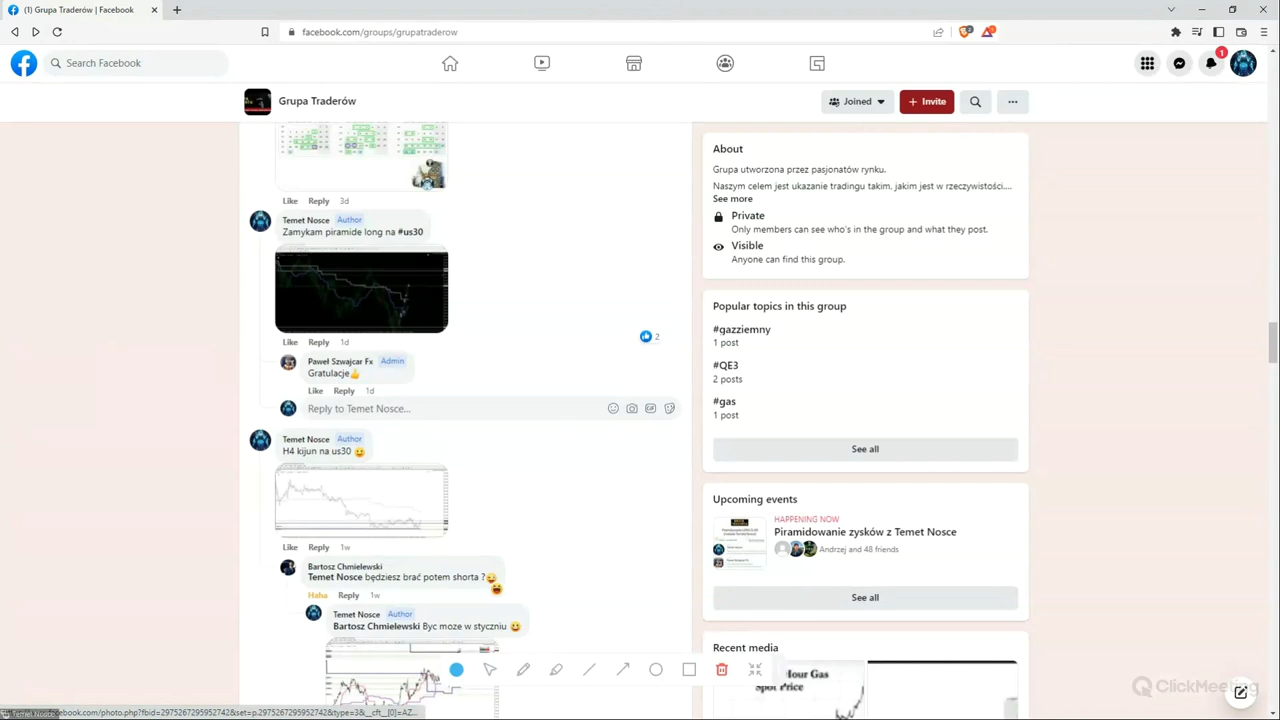 (1) Grupa Traderów | Facebook
facebook.com/groups/grupatraderow
Search Facebook
1
Grupa Traderów
Joined
+ Invite
Like Reply 3d
Temet Nosce Author
Zamykam piramide long na #us30
Like Reply 1d
2
Paweł Szwajcar Fx Admin
Gratulacje👍
Like Reply 1d
Reply to Temet Nosce...
Temet Nosce Author
H4 kijun na us30 🙂
Like Reply 1w
Bartosz Chmielewski
Temet Nosce będziesz brać potem shorta ?😜
Haha Reply 1w
Temet Nosce Author
Bartosz Chmielewski Byc moze w styczniu 😀
About
Grupa utworzona przez pasjonatów rynku.
Naszym celem jest ukazanie tradingu takim, jakim jest w rzeczywistości....
See more
Private
Only members can see who's in the group and what they post.
Visible
Anyone can find this group.
Popular topics in this group
#gazziemny
1 post
#QE3
2 posts
#gas
1 post
See all
Upcoming events
HAPPENING NOW
Piramidowanie zysków z Temet Nosce
Andrzej and 48 friends
See all
Recent media
Hour Gas
Spot Price
ClickMeeting